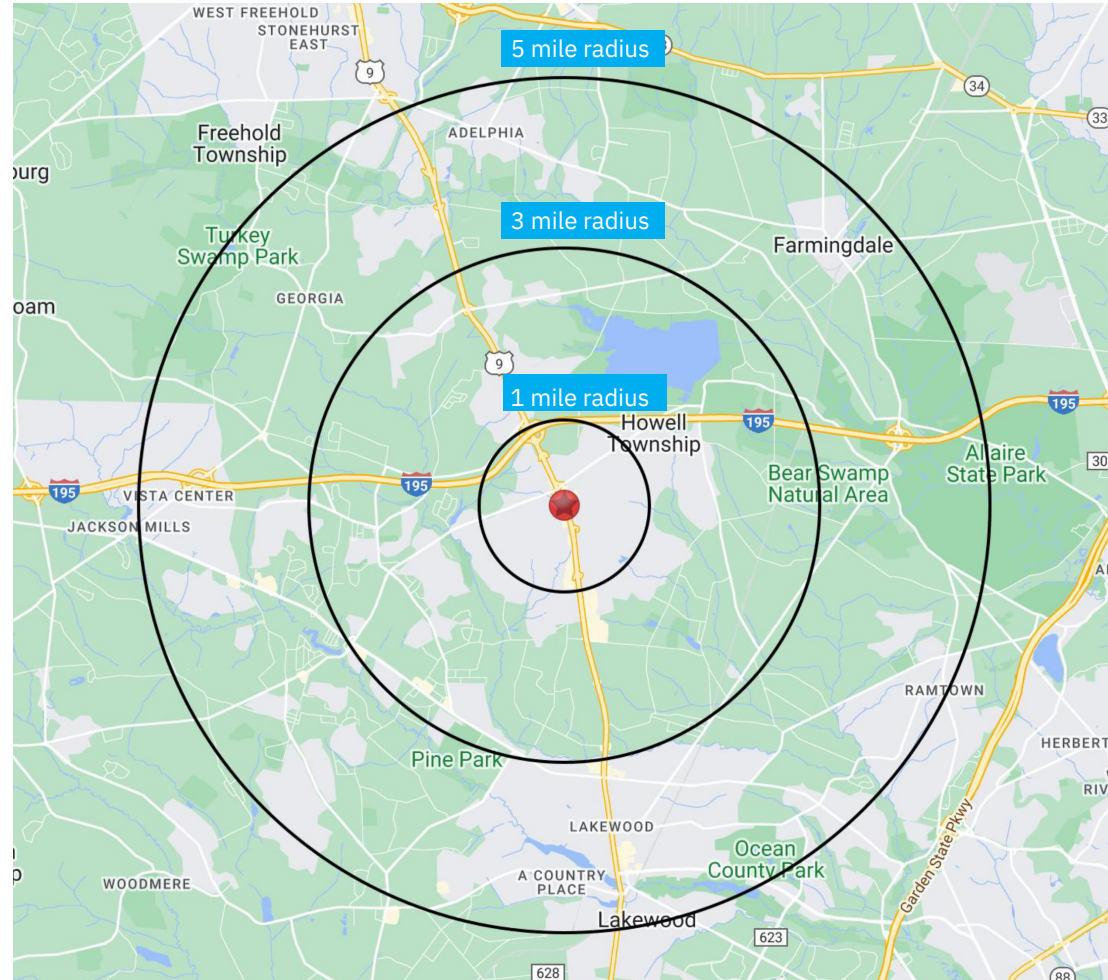 WEST FREEHOLD
STONEHURST
EAST
5 mile radius
9
34
33
Freehold
Township
ADELPHIA
3 mile radius
Turkey
Swamp Park
Farmingdale
GEORGIA
oam
9
1 mile radius
195
Howell
Township
195
Allaire
State Park
30
Bear Swamp
Natural Area
195
195
VISTA CENTER
JACKSON MILLS
RAMTOWN
HERBERT
RIV
Pine Park
Garden State Pkwy
LAKEWOOD
Ocean
County Park
A COUNTRY
PLACE
WOODMERE
Lakewood
623
628
88